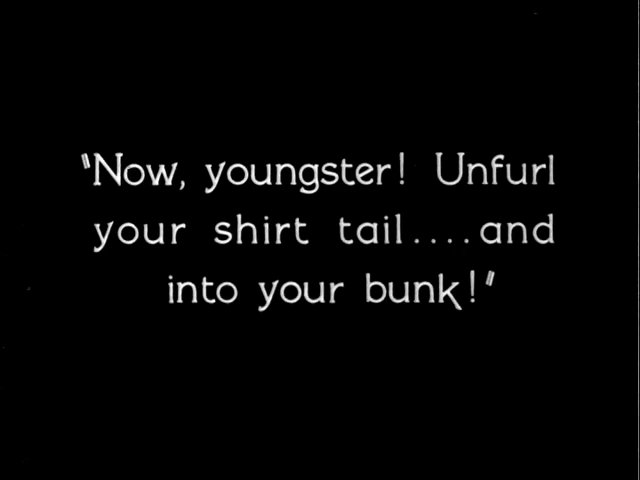 "Now, youngster! Unfurl
your shirt tail....and
into your bunk!"